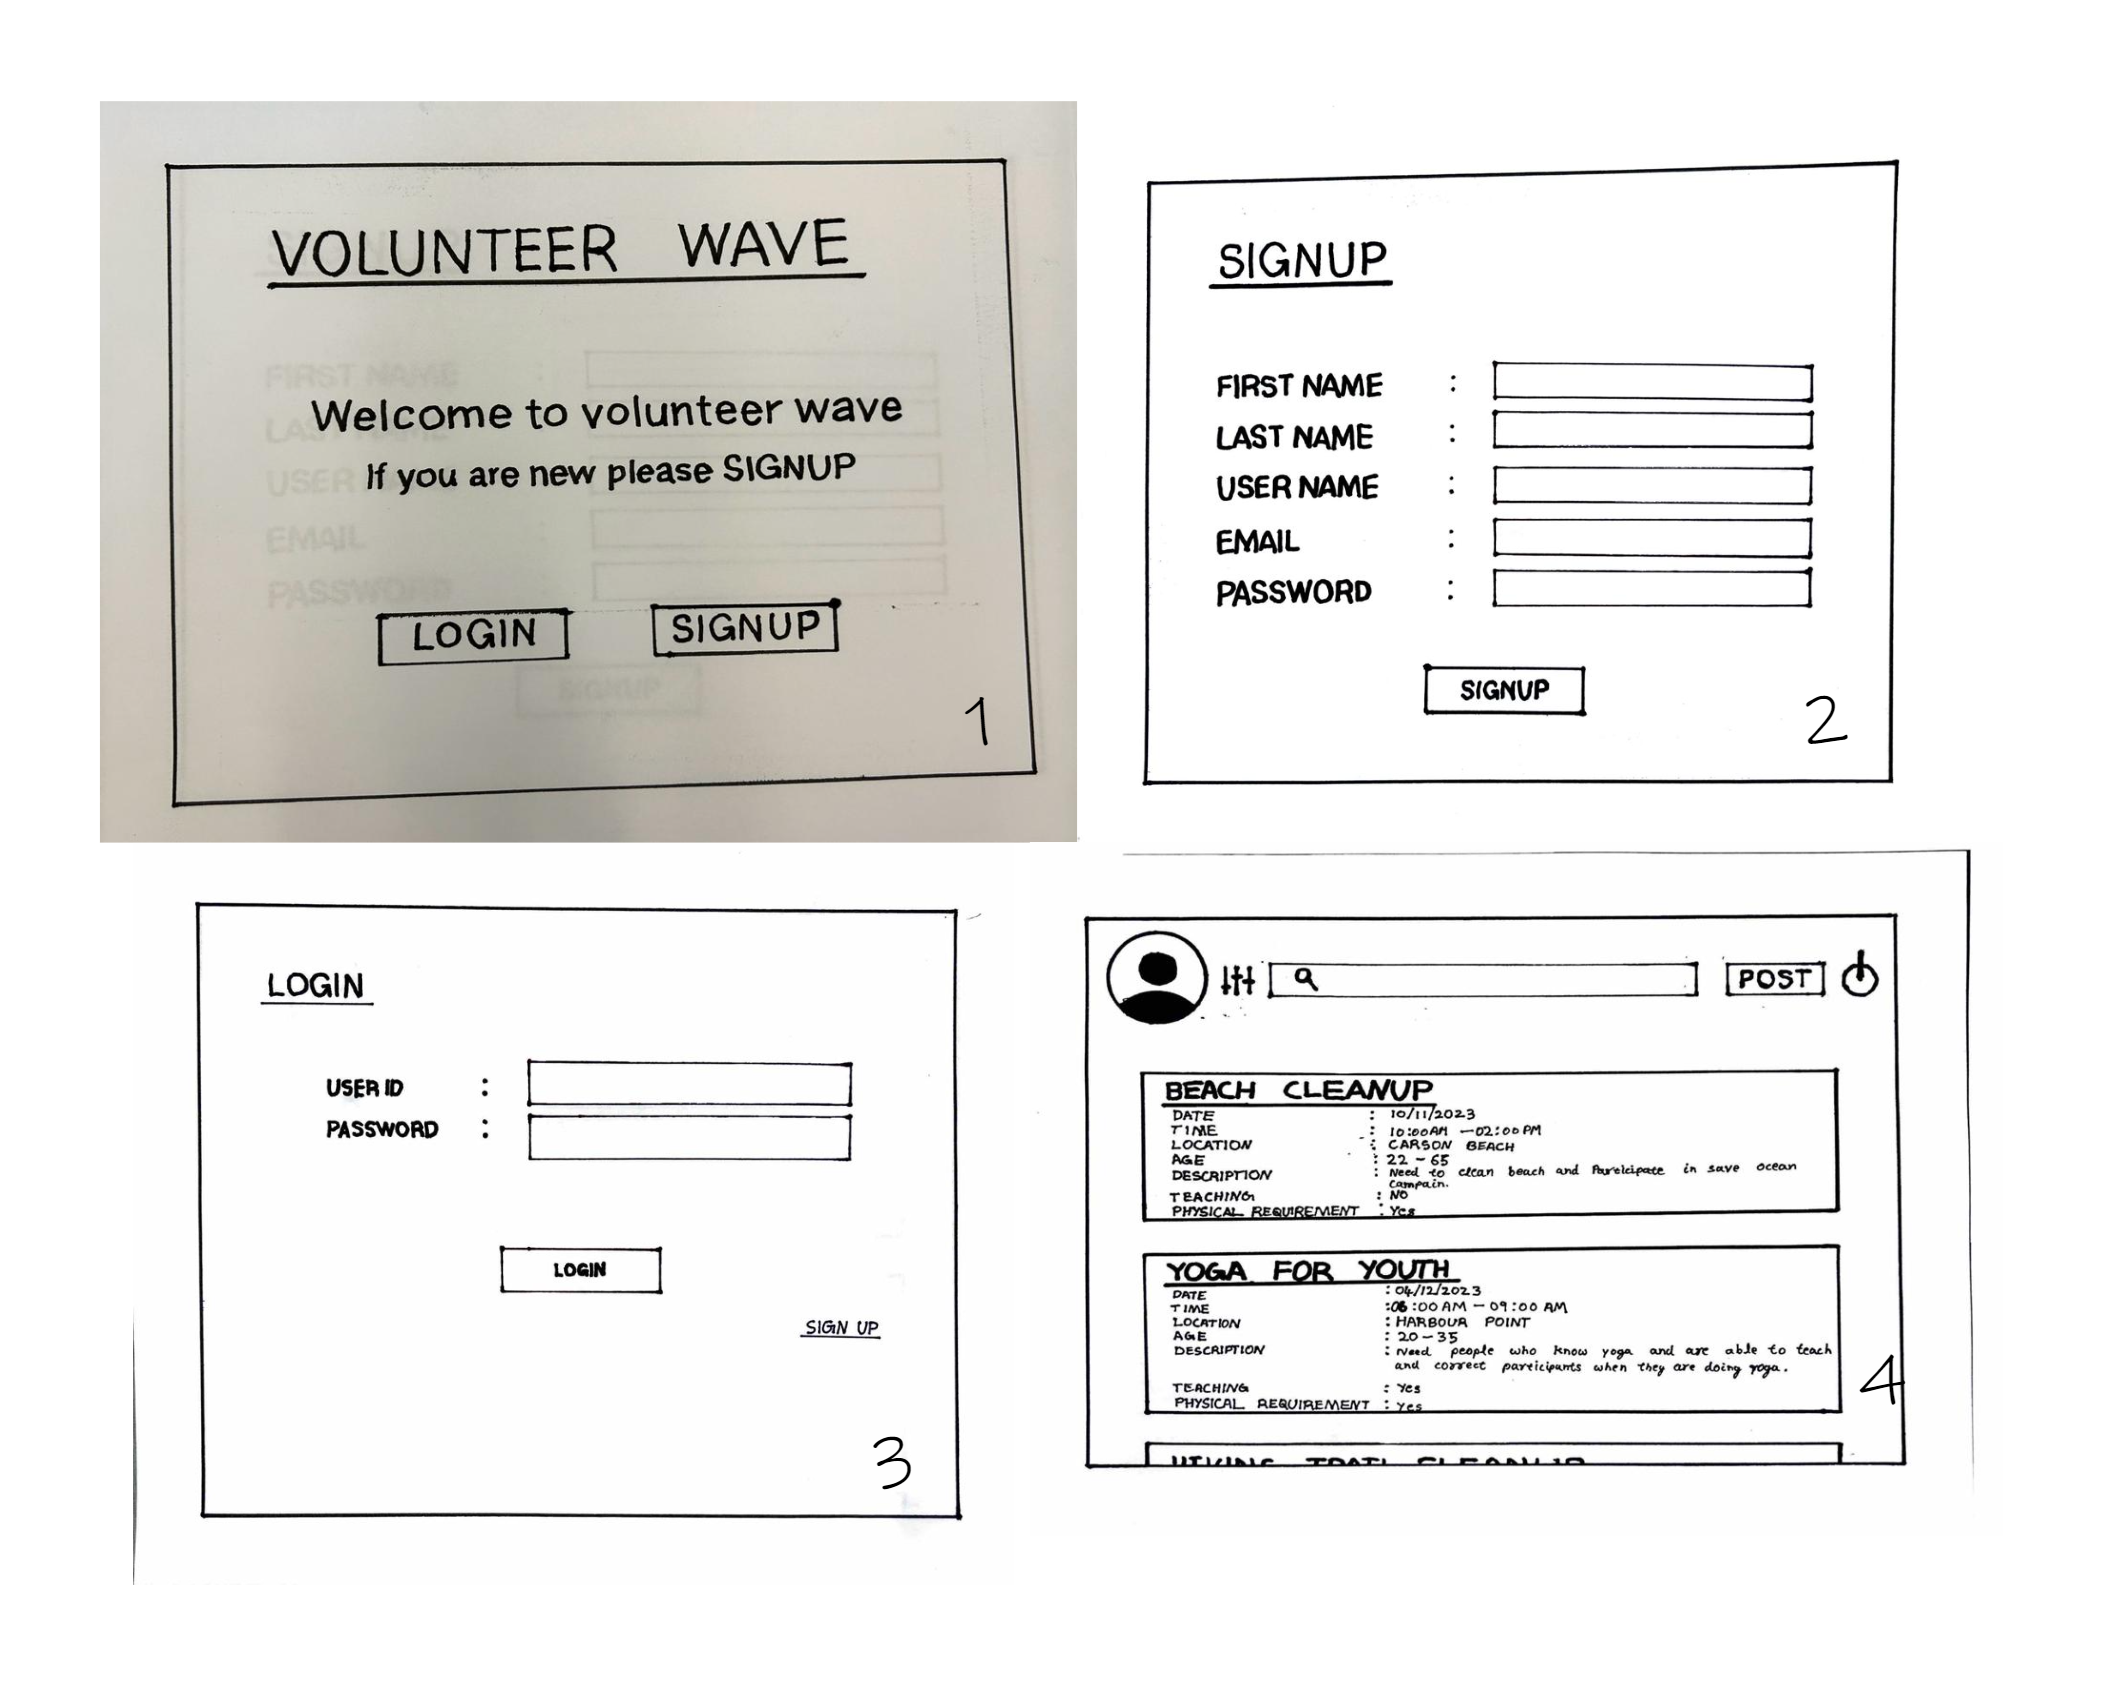 VOLUNTEER WAVE
Welcome to volunteer wave
If you are new please SIGNUP
LOGIN SIGNUP
1
SIGNUP
FIRST NAME :
LAST NAME :
USER NAME :
EMAIL :
PASSWORD :
SIGNUP
2
LOGIN
USER ID :
PASSWORD :
LOGIN
SIGN UP
3
POST
BEACH CLEANUP
DATE : 10/11/2023
TIME : 10:00AM - 02:00PM
LOCATION : CARSON BEACH
AGE : 22 - 65
DESCRIPTION : Need to clean beach and in save ocean
Campain.
TEACHING : NO
PHYSICAL REQUIREMENT : Yes
YOGA FOR YOUTH
DATE : 04/12/2023
TIME : 06:00 AM - 09:00 AM
LOCATION : HARBOUR POINT
AGE : 20 - 35
DESCRIPTION : Need people who know yoga and are able to teach
and correct participants when they are doing yoga.
TEACHING : Yes
PHYSICAL REQUIREMENT : Yes
4
HIKING TRAIL CLEANUP